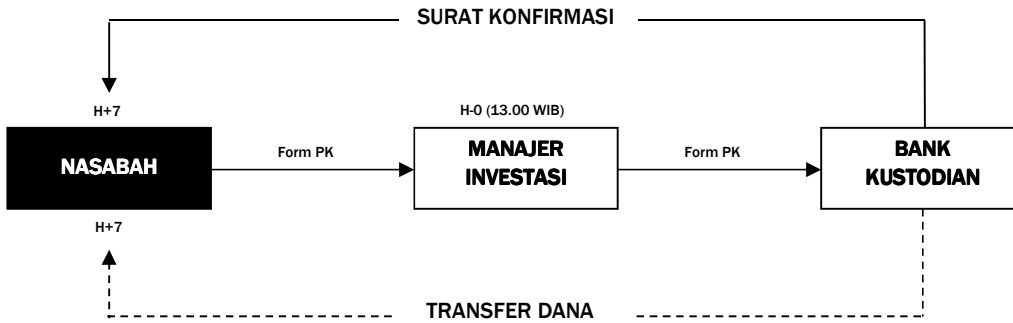 SURAT KONFIRMASI
H+7
H-0 (13.00 WIB)
NASABAH
Form PK
MANAJER
INVESTASI
Form PK
BANK
KUSTODIAN
H+7
TRANSFER DANA